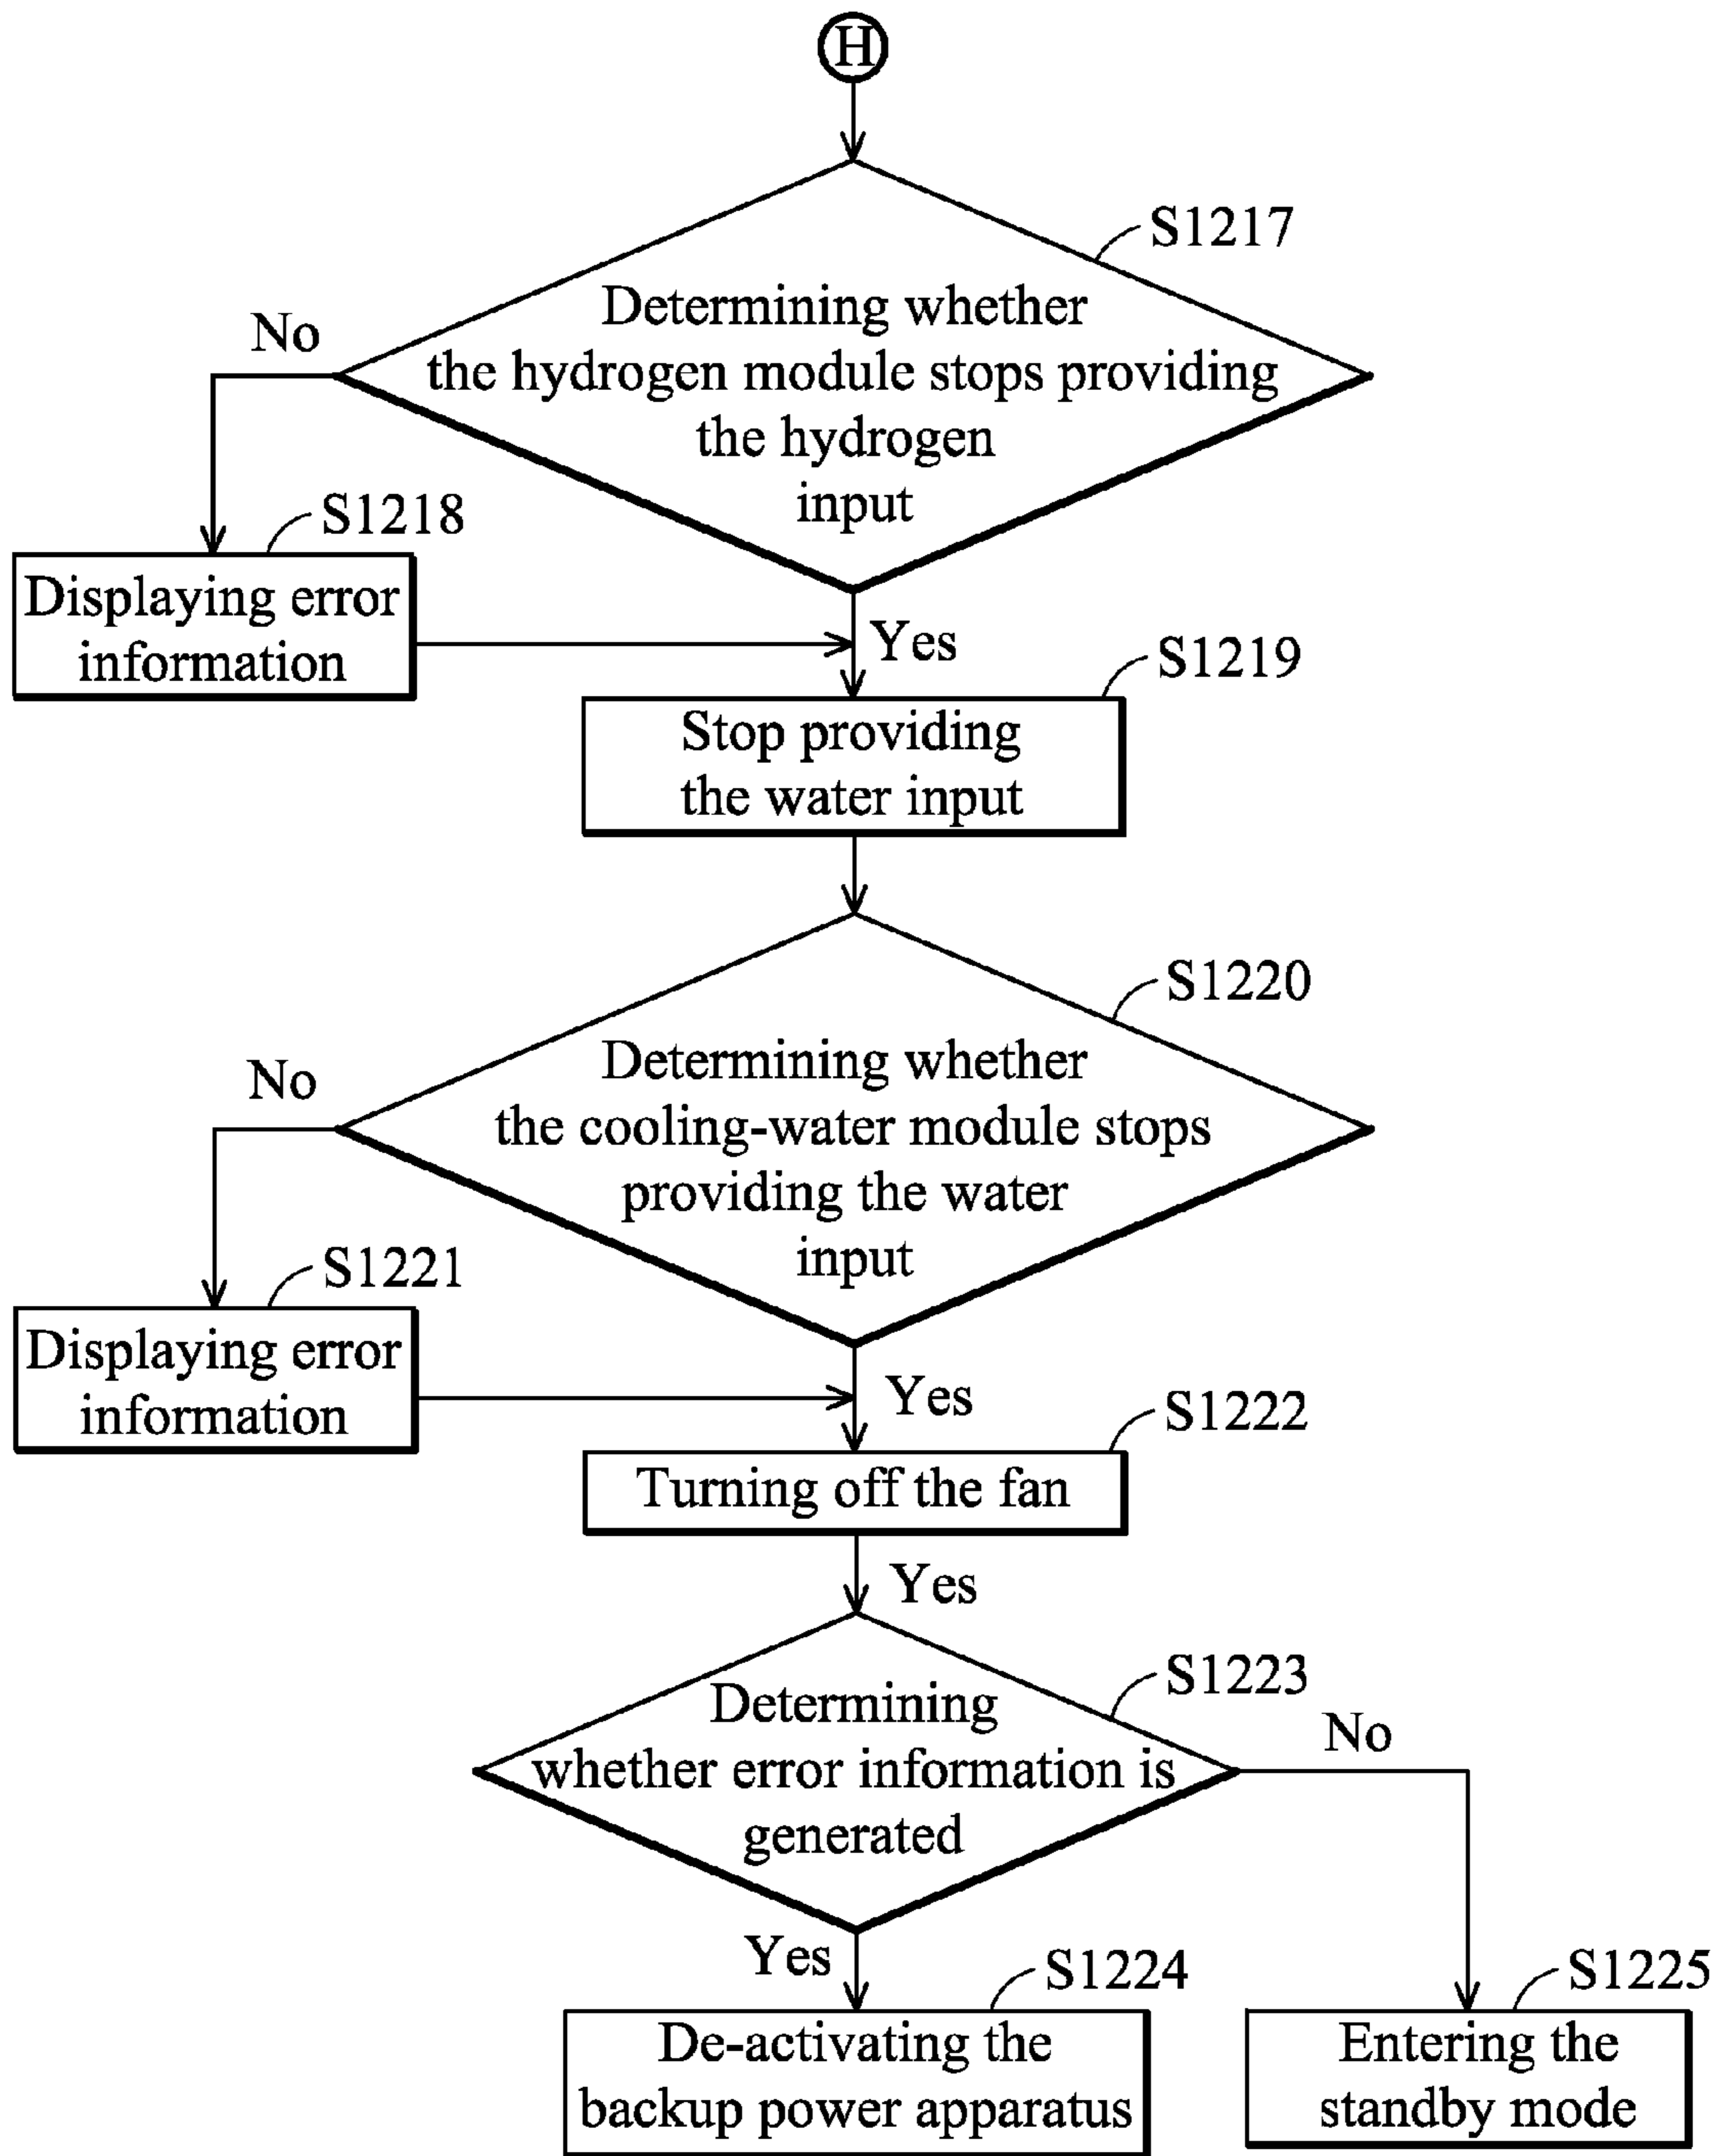 H
S1217
Determining whether
the hydrogen module stops providing
the hydrogen
input
No
S1218
Displaying error
information
Yes
S1219
Stop providing
the water input
S1220
Determining whether
the cooling-water module stops
providing the water
input
No
S1221
Displaying error
information
Yes
S1222
Turning off the fan
Yes
S1223
Determining
whether error information is
generated
No
Yes
S1224
De-activating the
backup power apparatus
S1225
Entering the
standby mode